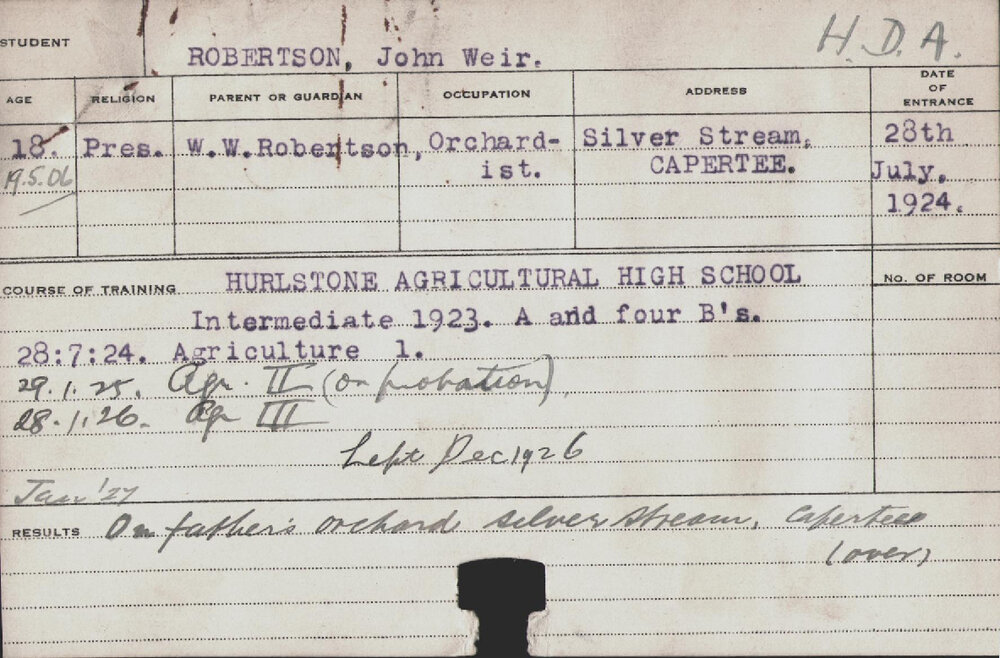 STUDENT ROBERTSON, John Weir. H.D.A.
AGE RELIGION PARENT OR GUARDIAN OCCUPATION ADDRESS DATE OF ENTRANCE
18. Pres. W.W.Robertson, Orchard- Silver Stream, 28th
19.5.06 ist. CAPERTEE. July,
1924.
COURSE OF TRAINING HURLSTONE AGRICULTURAL HIGH SCHOOL No. OF ROOM
Intermediate 1923. A and four B's.
28:7:24. Agriculture 1.
29.1.25. Agr. II (on probation).
28.1.26. Agr III
Left Dec 1926
Jan '27
RESULTS On father's orchard Silver Stream, Capertee
(over)